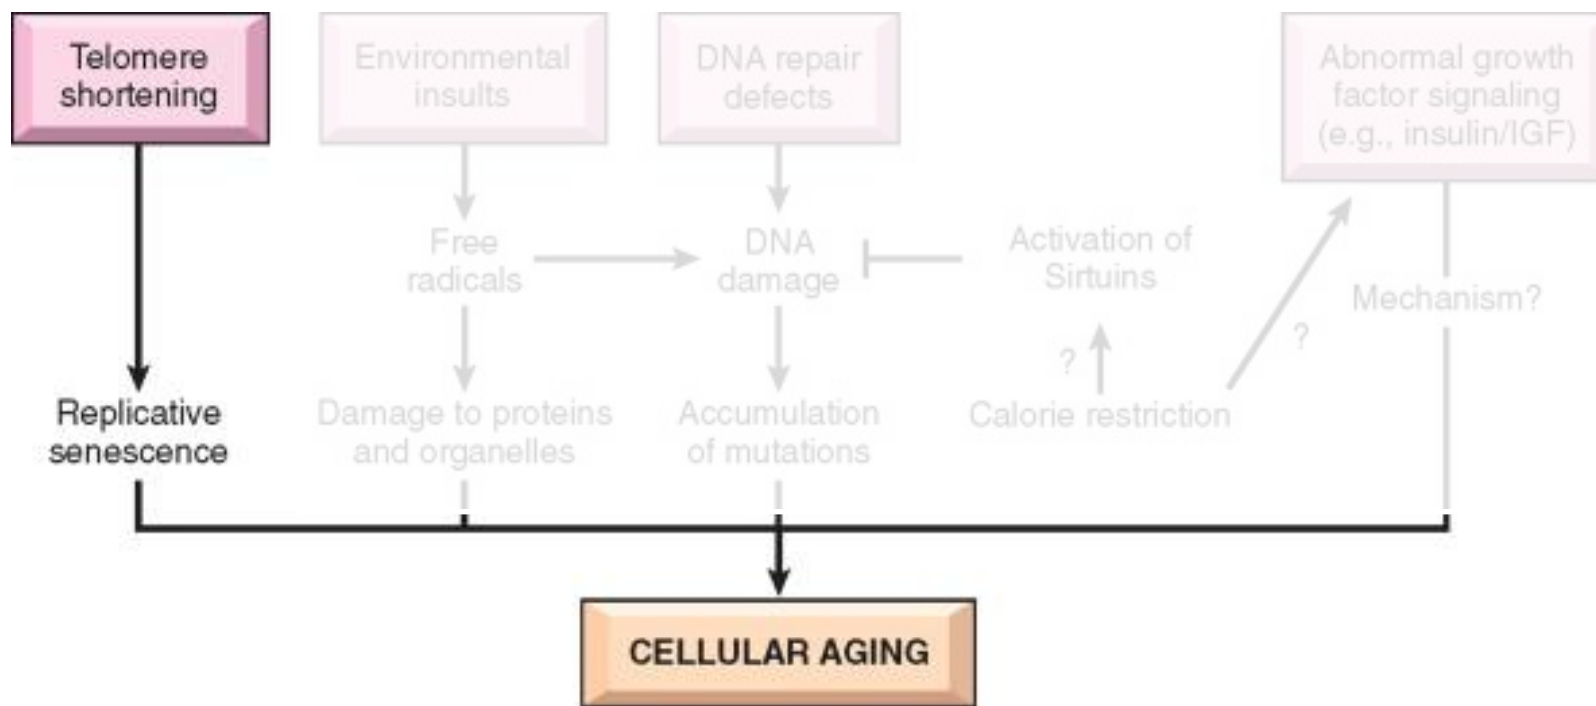 Telomere
shortening
Environmental
insults
DNA repair
defects
Abnormal growth
factor signaling
(e.g., insulin/IGF)
Free
radicals
DNA
damage
Activation of
Sirtuins
Mechanism?
?
?
Replicative
senescence
Damage to proteins
and organelles
Accumulation
of mutations
Calorie restriction
CELLULAR AGING